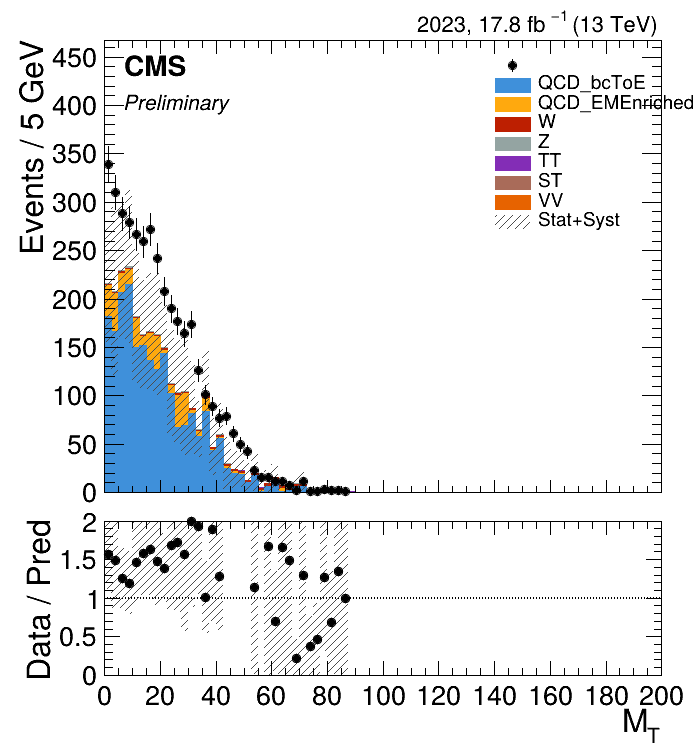 2023, 17.8 fb⁻¹ (13 TeV)
CMS
Preliminary
QCD_bcToE
QCD_EMEnriched
W
Z
TT
ST
VV
Stat+Syst
Events / 5 GeV
450
400
350
300
250
200
150
100
50
0
Data / Pred
2
1.5
1
0.5
0
0 20 40 60 80 100 120 140 160 180 200
M_T